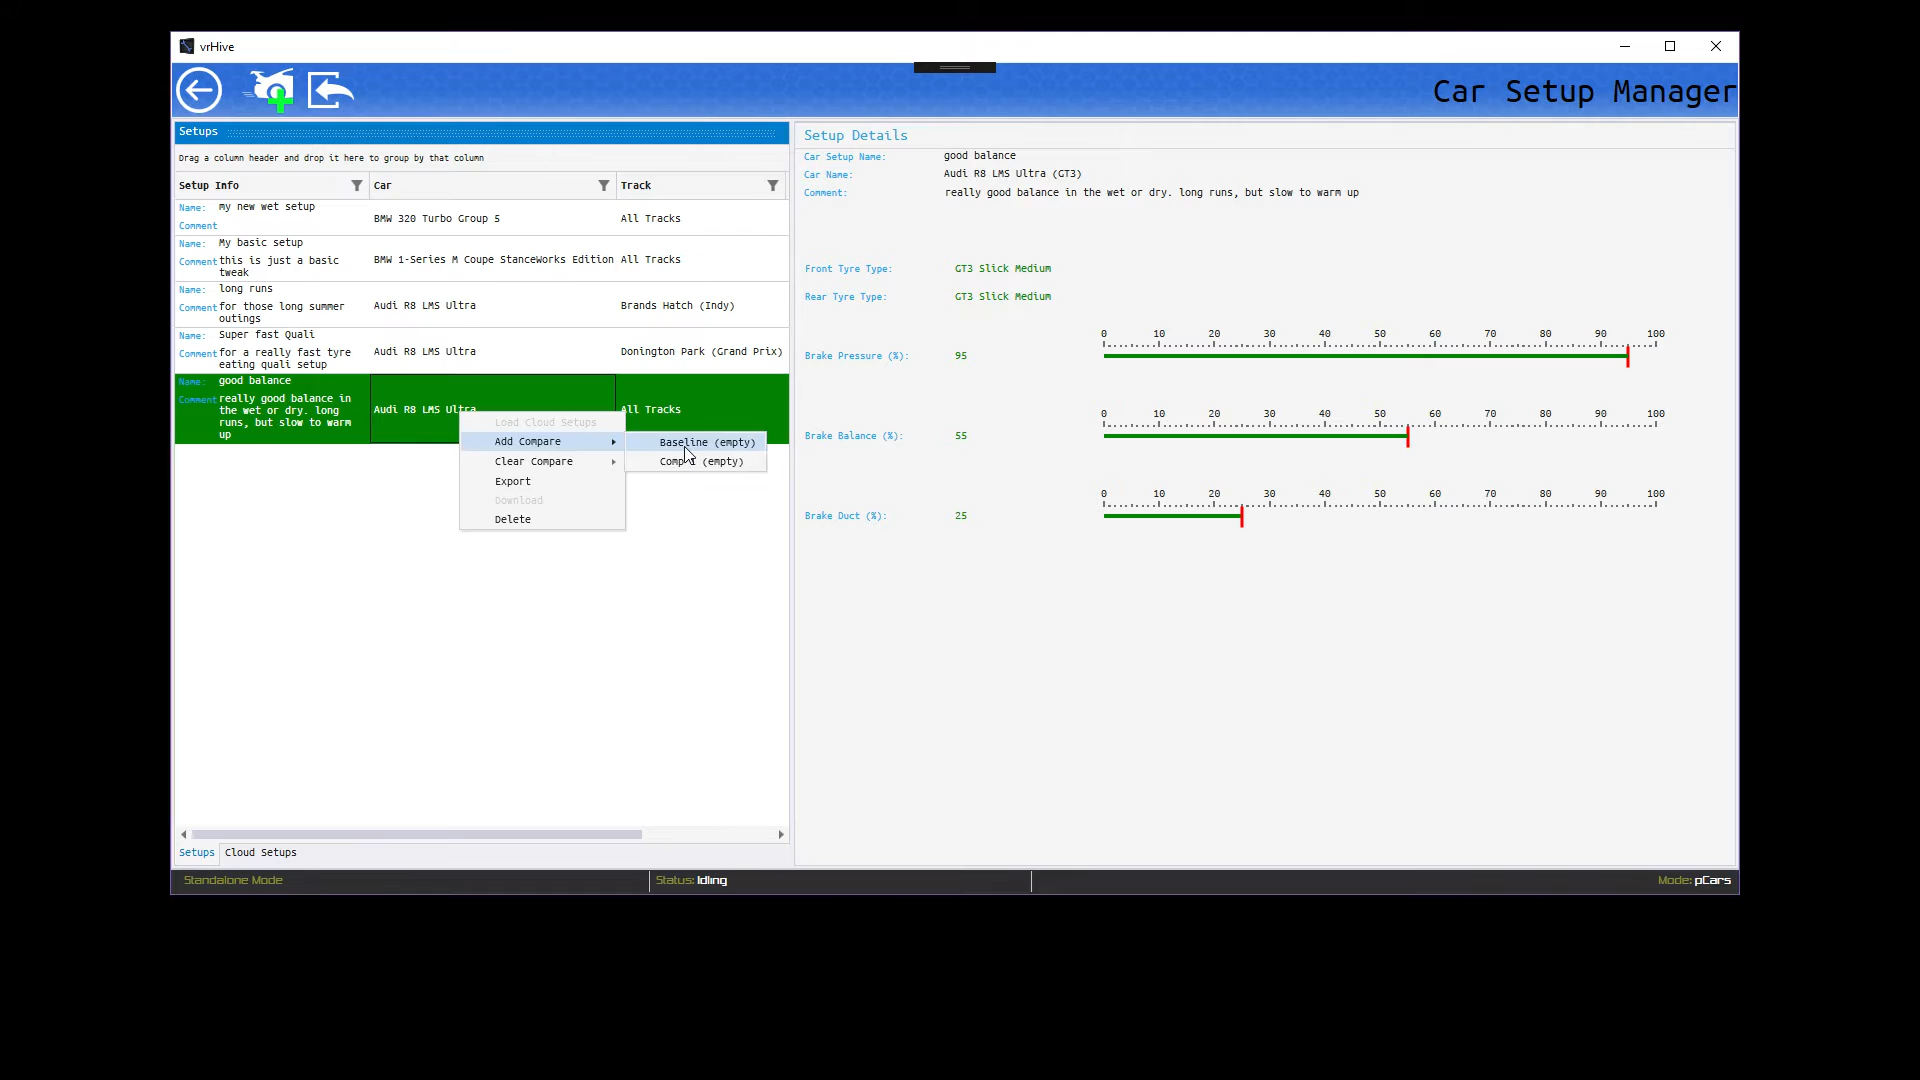 vrHive
Car Setup Manager
Setups
Drag a column header and drop it here to group by that column
Setup Info
Car
Track
Name: My new wet setup
Comment
BMW 320 Turbo Group 5
All Tracks
Name: My basic setup
Comment this is just a basic
tweak
BMW 1-Series M Coupe StanceWorks Edition
All Tracks
Name: long runs
Comment for those long summer
outings
Audi R8 LMS Ultra
Brands Hatch (Indy)
Name: Super fast Quali
Comment for a really fast tyre
eating quali setup
Audi R8 LMS Ultra
Donington Park (Grand Prix)
Name: good balance
Comment really good balance in
the wet or dry. long
runs, but slow to warm
up
Audi R8 LMS Ultra
All Tracks
Load Cloud Setups
Add Compare
Clear Compare
Export
Download
Delete
Baseline (empty)
(empty)
Setups
Cloud Setups
Setup Details
Car Setup Name: good balance
Car Name: Audi R8 LMS Ultra (GT3)
Comment: really good balance in the wet or dry. long runs, but slow to warm up
Front Tyre Type: GT3 Slick Medium
Rear Tyre Type: GT3 Slick Medium
0 10 20 30 40 50 60 70 80 90 100
Brake Pressure (%): 95
0 10 20 30 40 50 60 70 80 90 100
Brake Balance (%): 55
0 10 20 30 40 50 60 70 80 90 100
Brake Duct (%): 25
Standalone Mode
Status: Idling
Mode: pCars